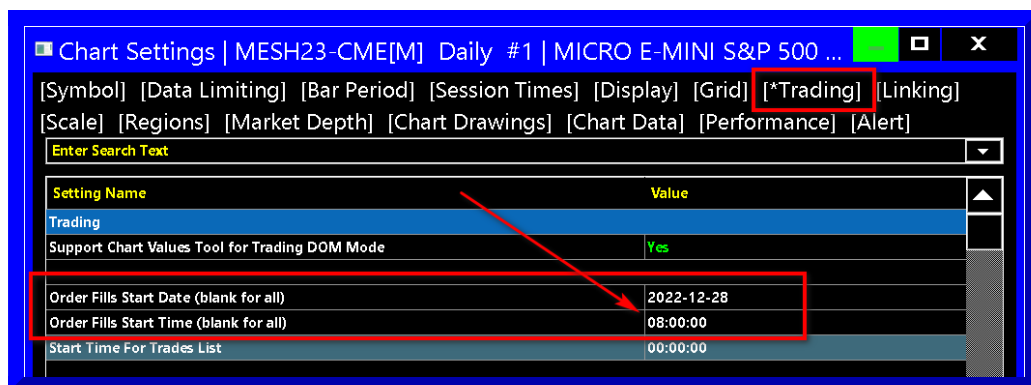 Chart Settings | MESH23-CME[M] Daily #1 | MICRO E-MINI S&P 500 ...
[Symbol] [Data Limiting] [Bar Period] [Session Times] [Display] [Grid] [*Trading] [Linking]
[Scale] [Regions] [Market Depth] [Chart Drawings] [Chart Data] [Performance] [Alert]
Enter Search Text
Setting Name Value
Trading
Support Chart Values Tool for Trading DOM Mode Yes
Order Fills Start Date (blank for all) 2022-12-28
Order Fills Start Time (blank for all) 08:00:00
Start Time For Trades List 00:00:00